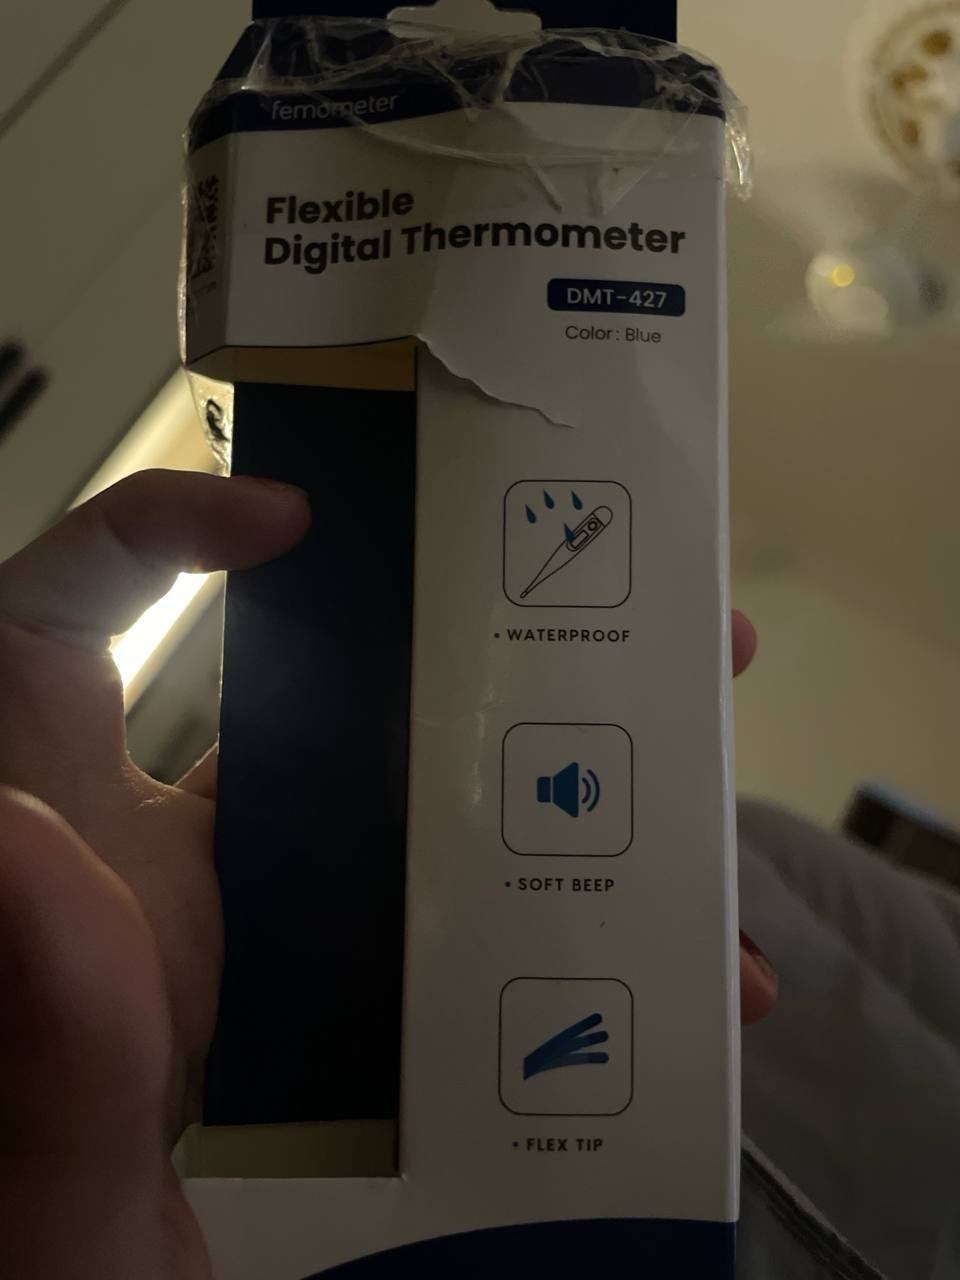 femometer
Flexible
Digital Thermometer
DMT-427
Color: Blue
• WATERPROOF
• SOFT BEEP
• FLEX TIP